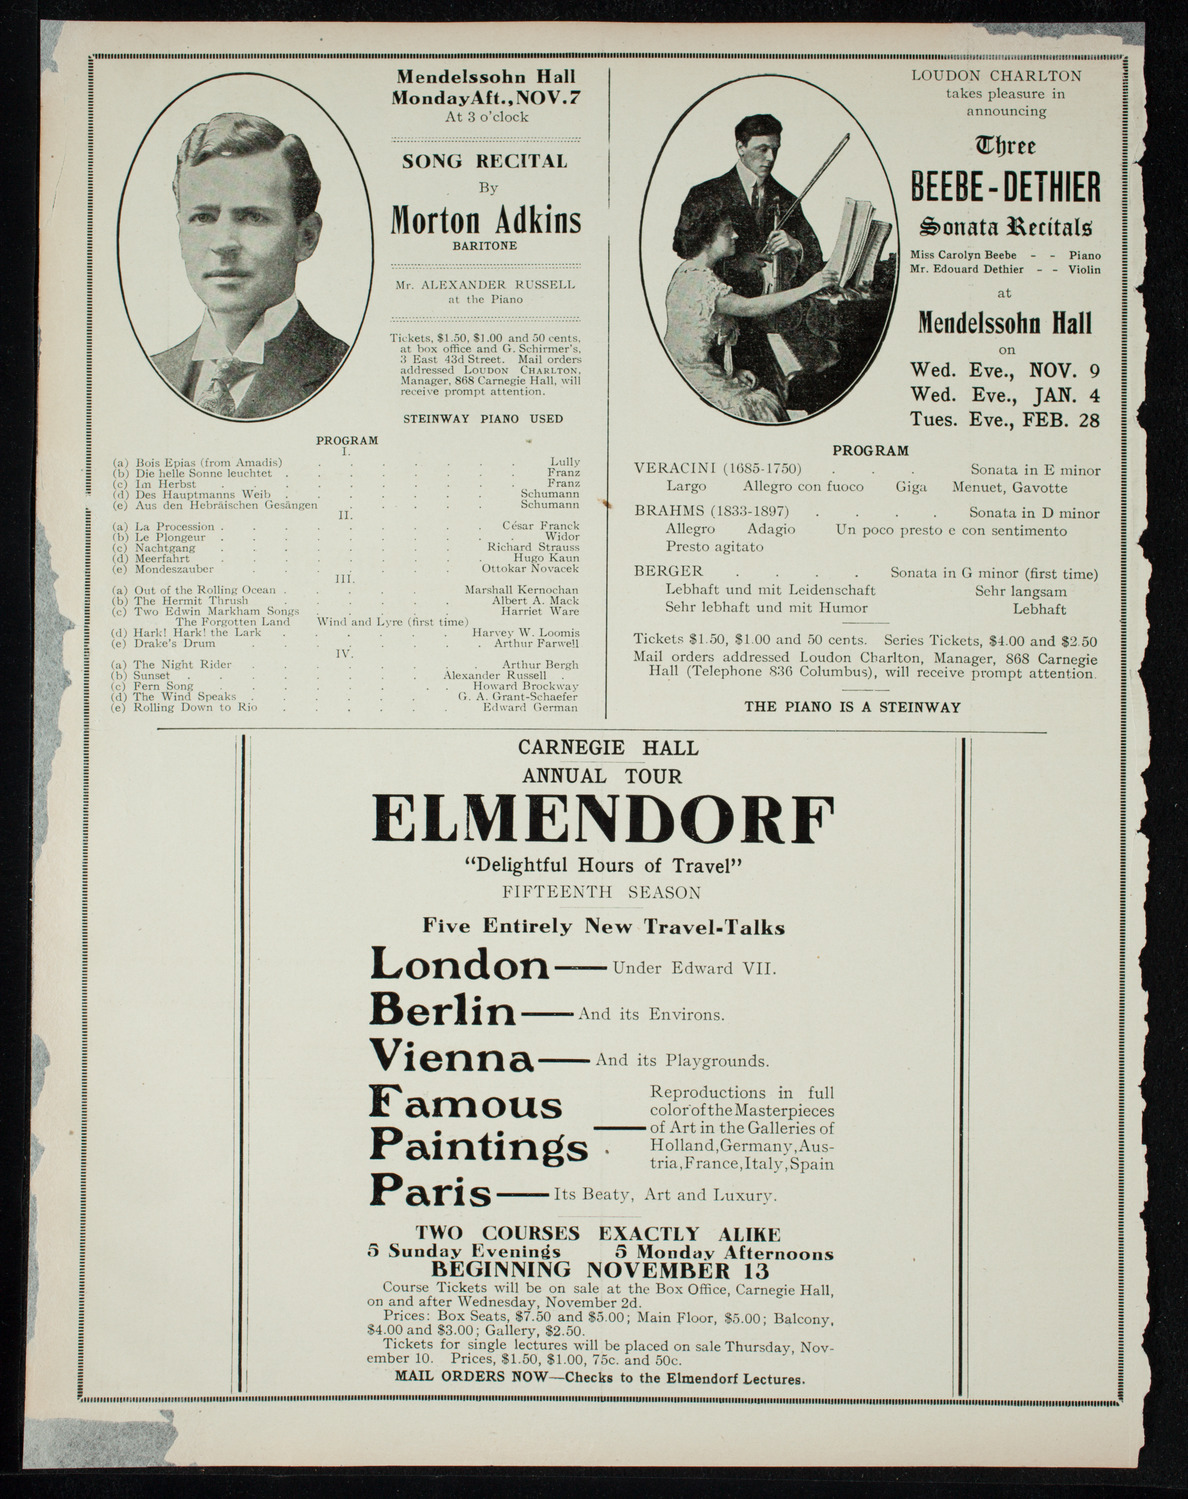 Mendelssohn Hall
Monday Aft., NOV. 7
At 3 o'clock
SONG RECITAL
By
Morton Adkins
BARITONE
Mr. ALEXANDER RUSSELL
at the Piano
Tickets, $1.50, $1.00 and 50 cents,
at box office and G. Schirmer's,
3 East 43d Street. Mail orders
addressed LOUDON CHARLTON,
Manager, 868 Carnegie Hall, will
receive prompt attention.
STEINWAY PIANO USED
PROGRAM
I.
(a) Bois Epias (from Amadis) . . . . . . . Lully
(b) Die helle Sonne leuchtet . . . . . . . Franz
(c) Im Herbst . . . . . . . Franz
(d) Des Hauptmanns Weib . . . . . . . Schumann
(e) Aus den Hebräischen Gesängen . . . . . . Schumann
II.
(a) La Procession . . . . . . . César Franck
(b) Le Plongeur . . . . . . . Widor
(c) Nachtgang . . . . . . . Richard Strauss
(d) Meerfahrt . . . . . . . Hugo Kaun
(e) Mondeszauber . . . . . . . Ottokar Novacek
III.
(a) Out of the Rolling Ocean . . . . . . . Marshall Kernochan
(b) The Hermit Thrush . . . . . . . Albert A. Mack
(c) Two Edwin Markham Songs . . . . . . Harriet Ware
The Forgotten Land Wind and Lyre (first time)
(d) Hark! Hark! the Lark . . . . . . Harvey W. Loomis
(e) Drake's Drum . . . . . . . Arthur Farwell
IV.
(a) The Night Rider . . . . . . . Arthur Bergh
(b) Sunset . . . . . . . Alexander Russell .
(c) Fern Song . . . . . . . Howard Brockway
(d) The Wind Speaks . . . . . . G. A. Grant-Schaefer
(e) Rolling Down to Rio . . . . . . Edward German
LOUDON CHARLTON
takes pleasure in
announcing
Three
BEEBE-DETHIER
Sonata Recitals
Miss Carolyn Beebe - - Piano
Mr. Edouard Dethier - - Violin
at
Mendelssohn Hall
on
Wed. Eve., NOV. 9
Wed. Eve., JAN. 4
Tues. Eve., FEB. 28
PROGRAM
VERACINI (1685-1750) . . . Sonata in E minor
Largo Allegro con fuoco Giga Menuet, Gavotte
BRAHMS (1833-1897) . . . . Sonata in D minor
Allegro Adagio Un poco presto e con sentimento
Presto agitato
BERGER . . . . Sonata in G minor (first time)
Lebhaft und mit Leidenschaft Sehr langsam
Sehr lebhaft und mit Humor Lebhaft
Tickets $1.50, $1.00 and 50 cents. Series Tickets, $4.00 and $2.50
Mail orders addressed Loudon Charlton, Manager, 868 Carnegie
Hall (Telephone 836 Columbus), will receive prompt attention.
THE PIANO IS A STEINWAY
CARNEGIE HALL
ANNUAL TOUR
ELMENDORF
"Delightful Hours of Travel"
FIFTEENTH SEASON
Five Entirely New Travel-Talks
London—Under Edward VII.
Berlin—And its Environs.
Vienna—And its Playgrounds.
Famous Paintings—Reproductions in full
color of the Masterpieces
of Art in the Galleries of
Holland, Germany, Aus-
tria, France, Italy, Spain
Paris—Its Beaty, Art and Luxury.
TWO COURSES EXACTLY ALIKE
5 Sunday Evenings 5 Monday Afternoons
BEGINNING NOVEMBER 13
Course Tickets will be on sale at the Box Office, Carnegie Hall,
on and after Wednesday, November 2d.
Prices: Box Seats, $7.50 and $5.00; Main Floor, $5.00; Balcony,
$4.00 and $3.00; Gallery, $2.50.
Tickets for single lectures will be placed on sale Thursday, Nov-
ember 10. Prices, $1.50, $1.00, 75c. and 50c.
MAIL ORDERS NOW—Checks to the Elmendorf Lectures.